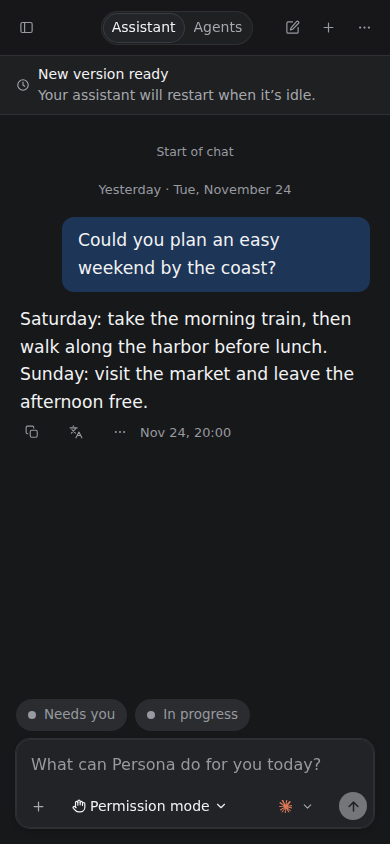 Assistant
Agents
New version ready
Your assistant will restart when it’s idle.
Start of chat
Yesterday · Tue, November 24
Could you plan an easy
weekend by the coast?
Saturday: take the morning train, then
walk along the harbor before lunch.
Sunday: visit the market and leave the
afternoon free.
Nov 24, 20:00
Needs you
In progress
What can Persona do for you today?
Permission mode